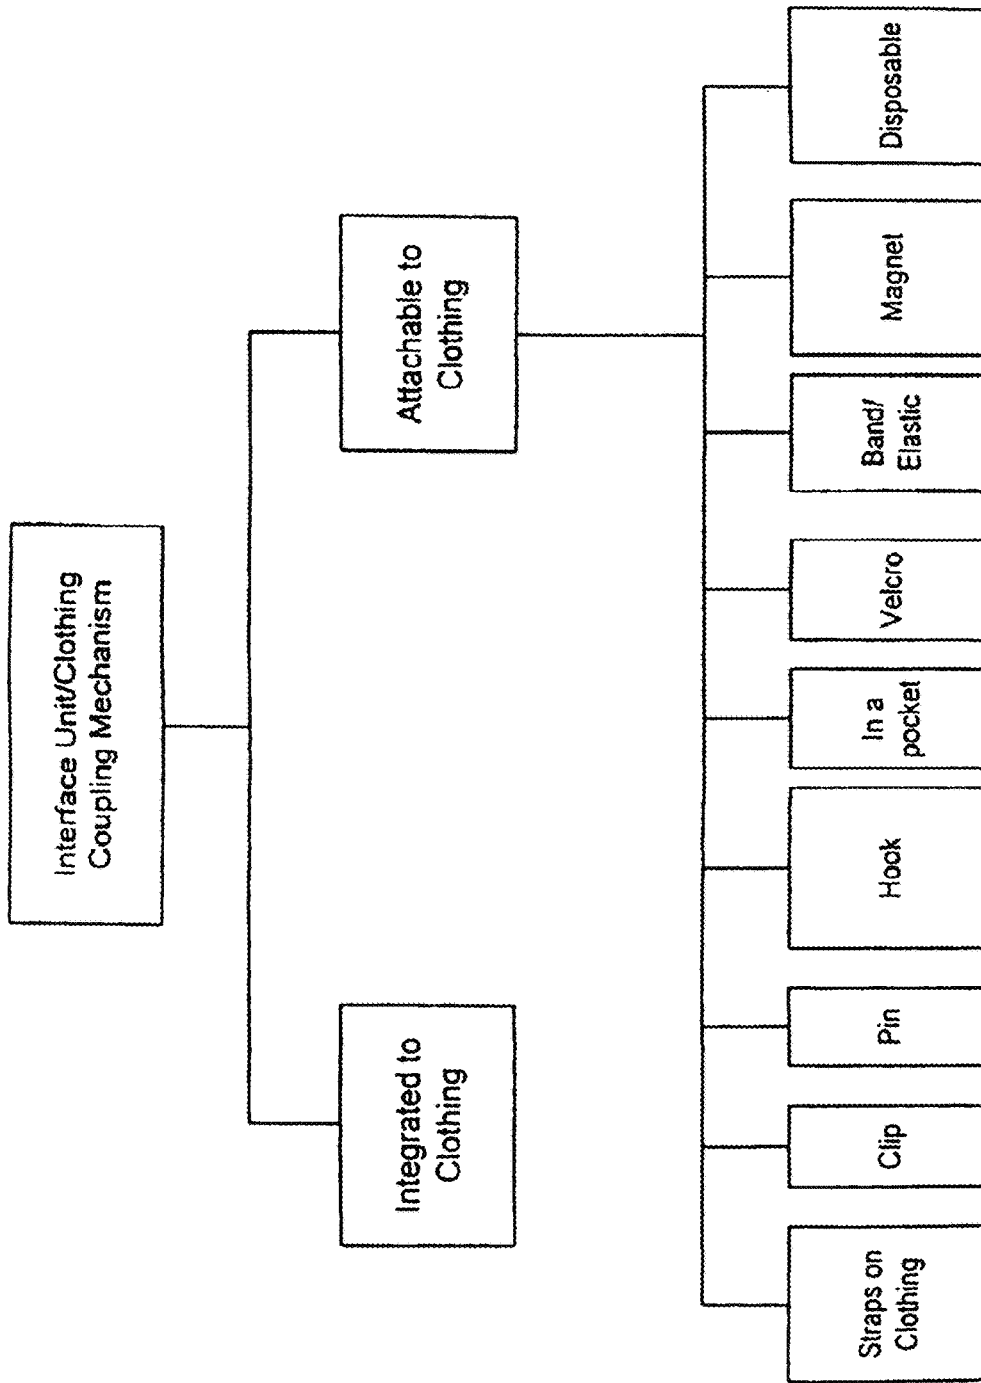 Interface Unit/Clothing
Coupling Mechanism
Integrated to
Clothing
Attachable to
Clothing
Straps on
Clothing
Clip
Pin
Hook
In a
pocket
Velcro
Band/
Elastic
Magnet
Disposable